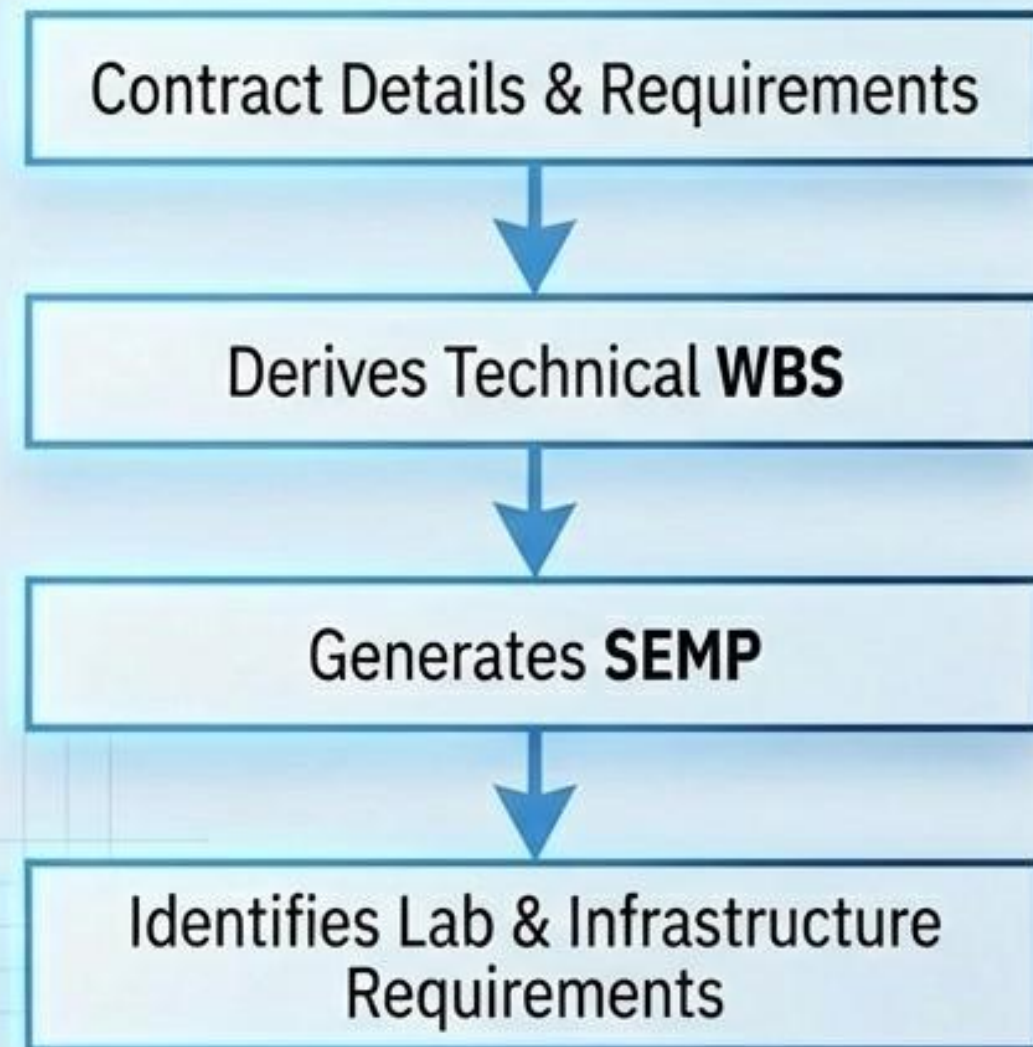 Contract Details & Requirements
Derives Technical WBS
Generates SEMP
Identifies Lab & Infrastructure
Requirements